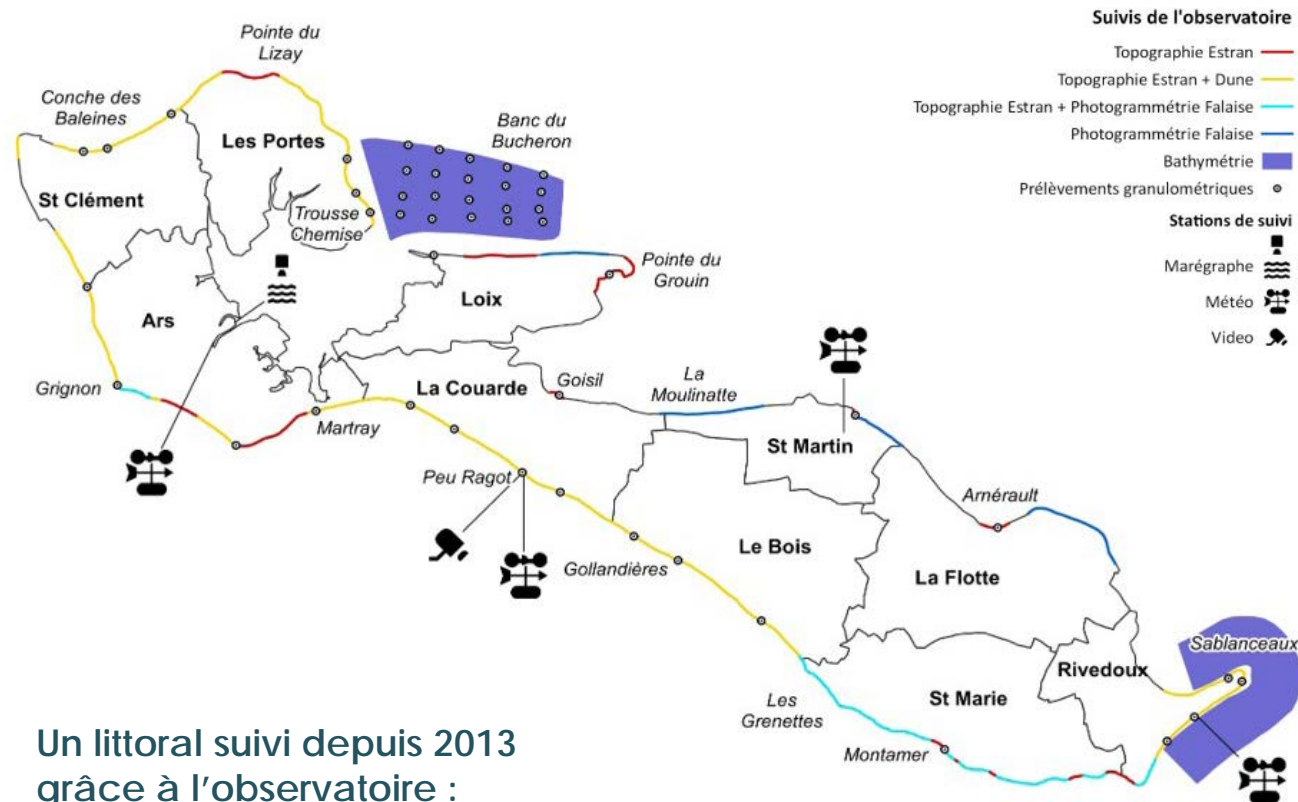 Pointe du
Lizay
Conche des
Baleines
Les Portes
Banc du
Bucheron
St Clément
Trousse
Chemise
Pointe du
Grouin
Loix
Ars
Grignon
La Couarde
Goisil
La
Moulinatte
Martray
St Martin
Peu Ragot
Arnérault
Le Bois
Gollandières
La Flotte
Sablanceaux
Rivedoux
St Marie
Les
Grenettes
Montamer
Suivis de l'observatoire
Topographie Estran
Topographie Estran + Dune
Topographie Estran + Photogrammétrie Falaise
Photogrammétrie Falaise
Bathymétrie
Prélèvements granulométriques
Stations de suivi
Marégraphe
Météo
Video
Un littoral suivi depuis 2013
grâce à l'observatoire :